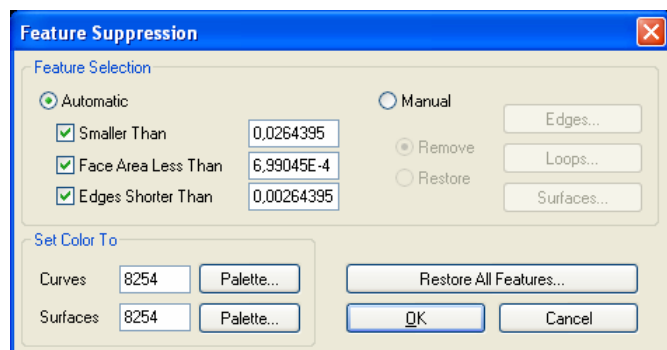 Feature Suppression
Feature Selection
Automatic
Smaller Than 0,0264395
Face Area Less Than 6,99045E-4
Edges Shorter Than 0,00264395
Manual
Remove
Restore
Edges...
Loops...
Surfaces...
Set Color To
Curves 8254 Palette...
Surfaces 8254 Palette...
Restore All Features...
OK Cancel